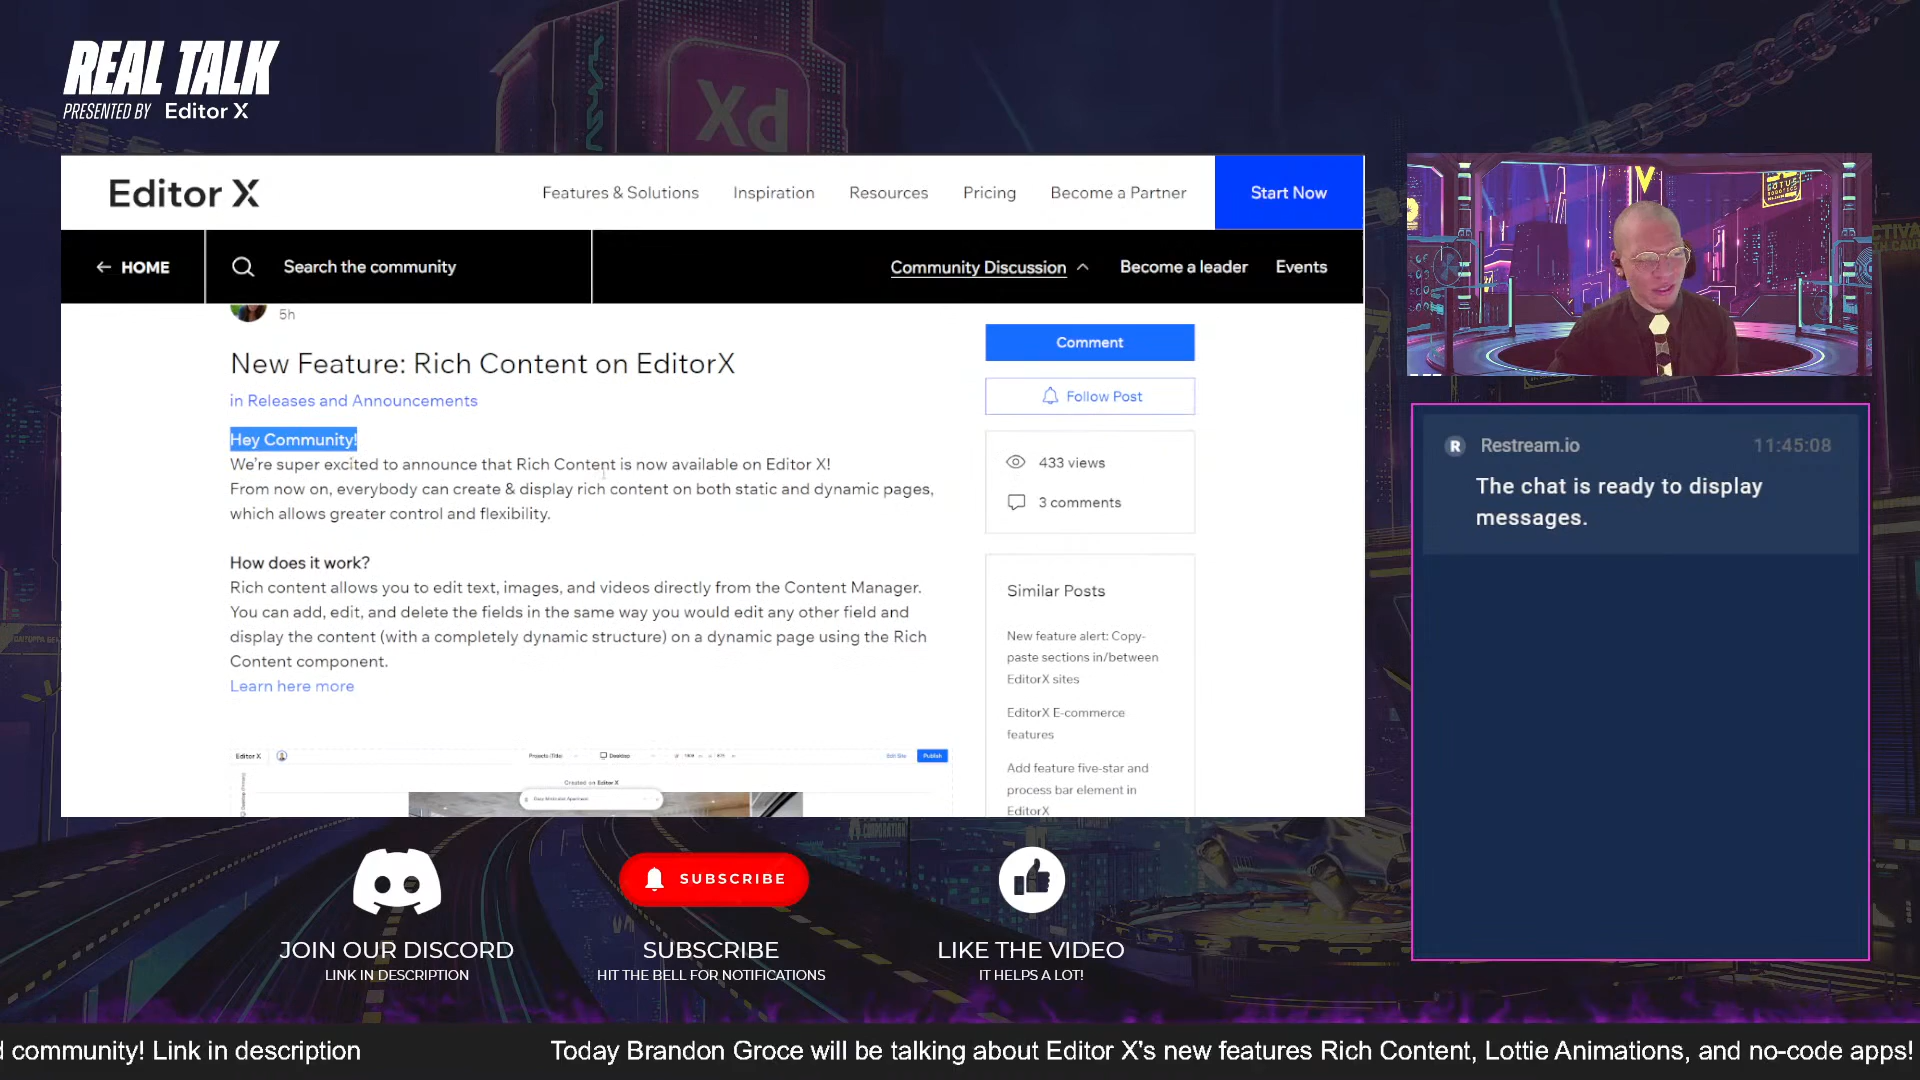 REAL TALK
PRESENTED BY Editor X
Xd
Editor X
Features & Solutions
Inspiration
Resources
Pricing
Become a Partner
Start Now
← HOME
Search the community
Community Discussion
Become a leader
Events
5h
New Feature: Rich Content on EditorX
in Releases and Announcements
Hey Community!
We're super excited to announce that Rich Content is now available on Editor X!
From now on, everybody can create & display rich content on both static and dynamic pages,
which allows greater control and flexibility.
How does it work?
Rich content allows you to edit text, images, and videos directly from the Content Manager.
You can add, edit, and delete the fields in the same way you would edit any other field and
display the content (with a completely dynamic structure) on a dynamic page using the Rich
Content component.
Learn here more
Editor X
Desktop
Edit Site
Publish
Created on Editor X
Comment
Follow Post
433 views
3 comments
Similar Posts
New feature alert: Copy-
paste sections in/between
EditorX sites
EditorX E-commerce
features
Add feature five-star and
process bar element in
EditorX
R Restream.io 11:45:08
The chat is ready to display
messages.
SUBSCRIBE
JOIN OUR DISCORD
LINK IN DESCRIPTION
SUBSCRIBE
HIT THE BELL FOR NOTIFICATIONS
LIKE THE VIDEO
IT HELPS A LOT!
d community! Link in description
Today Brandon Groce will be talking about Editor X's new features Rich Content, Lottie Animations, and no-code apps!